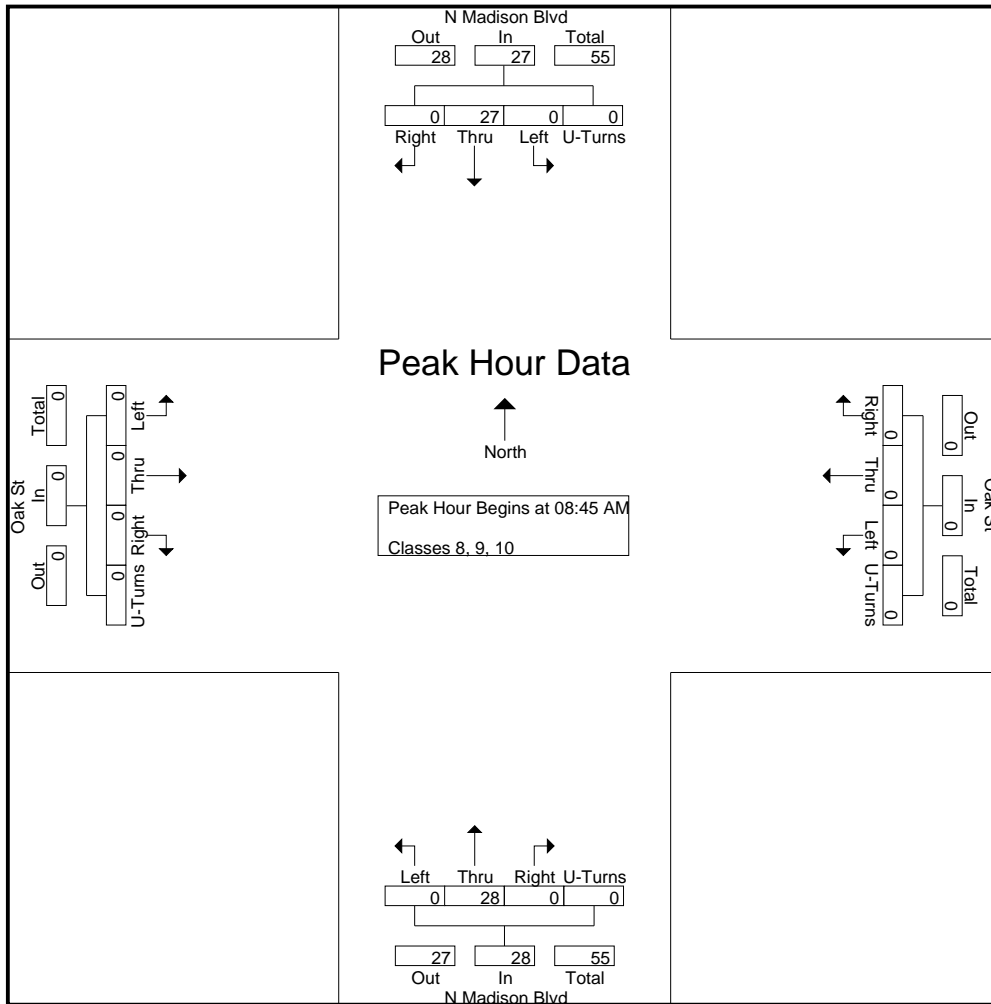 N Madison Blvd
Out In Total
28 27 55
0 27 0 0
Right Thru Left U-Turns
Peak Hour Data
North
Peak Hour Begins at 08:45 AM
Classes 8, 9, 10
Oak St
Total In Out
0 0 0
0 0 0 0
Left Thru Right U-Turns
Right Thru Left U-Turns
0 0 0 0
0 0 0
Out In Total
Oak St
Left Thru Right U-Turns
0 28 0 0
27 28 55
Out In Total
N Madison Blvd